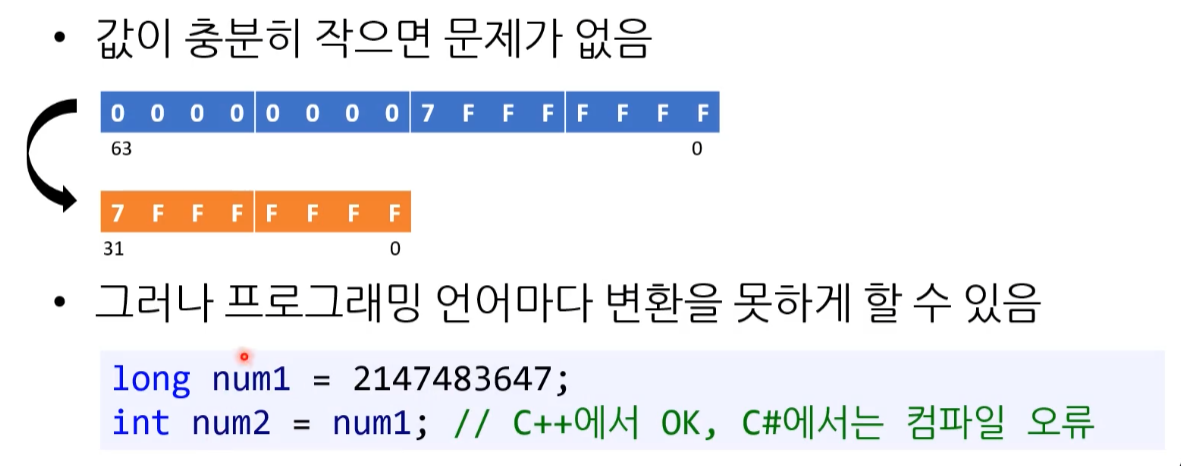 • 값이 충분히 작으면 문제가 없음
0 0 0 0 0 0 0 0 7 F F F F F F F
63 0
7 F F F F F F F
31 0
• 그러나 프로그래밍 언어마다 변환을 못하게 할 수 있음
long num1 = 2147483647;
int num2 = num1; // C++에서 OK, C#에서는 컴파일 오류